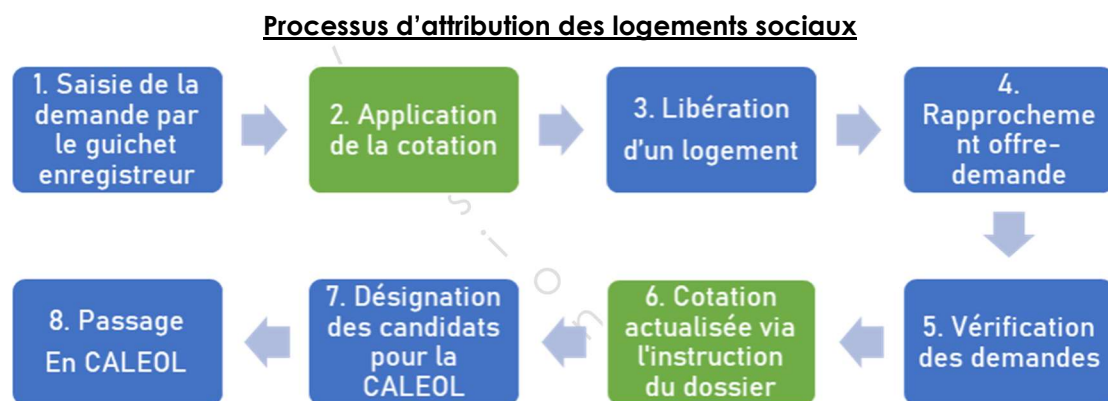 Processus d'attribution des logements sociaux
1. Saisie de la
demande par
le guichet
enregistreur
2. Application
de la cotation
3. Libération
d'un logement
4.
Rapprocheme
nt offre-
demande
5. Vérification
des demandes
6. Cotation
actualisée via
l'instruction
du dossier
7. Désignation
des candidats
pour la
CALEOL
8. Passage
En CALEOL